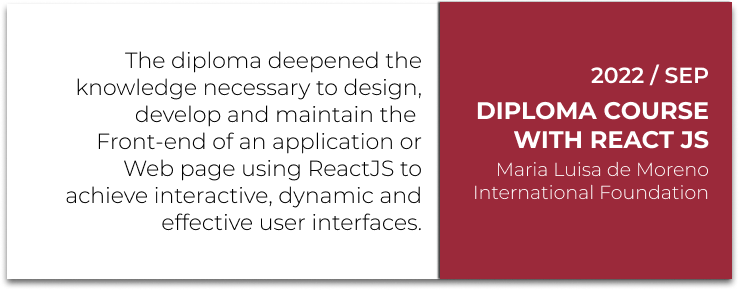 The diploma deepened the
knowledge necessary to design,
develop and maintain the
Front-end of an application or
Web page using ReactJS to
achieve interactive, dynamic and
effective user interfaces.
2022 / SEP
DIPLOMA COURSE
WITH REACT JS
Maria Luisa de Moreno
International Foundation